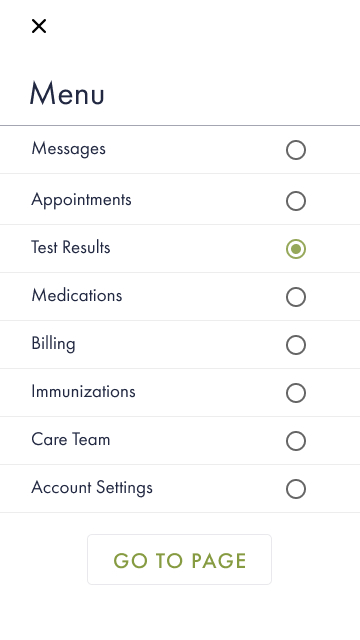 Menu
Messages
Appointments
Test Results
Medications
Billing
Immunizations
Care Team
Account Settings
GO TO PAGE